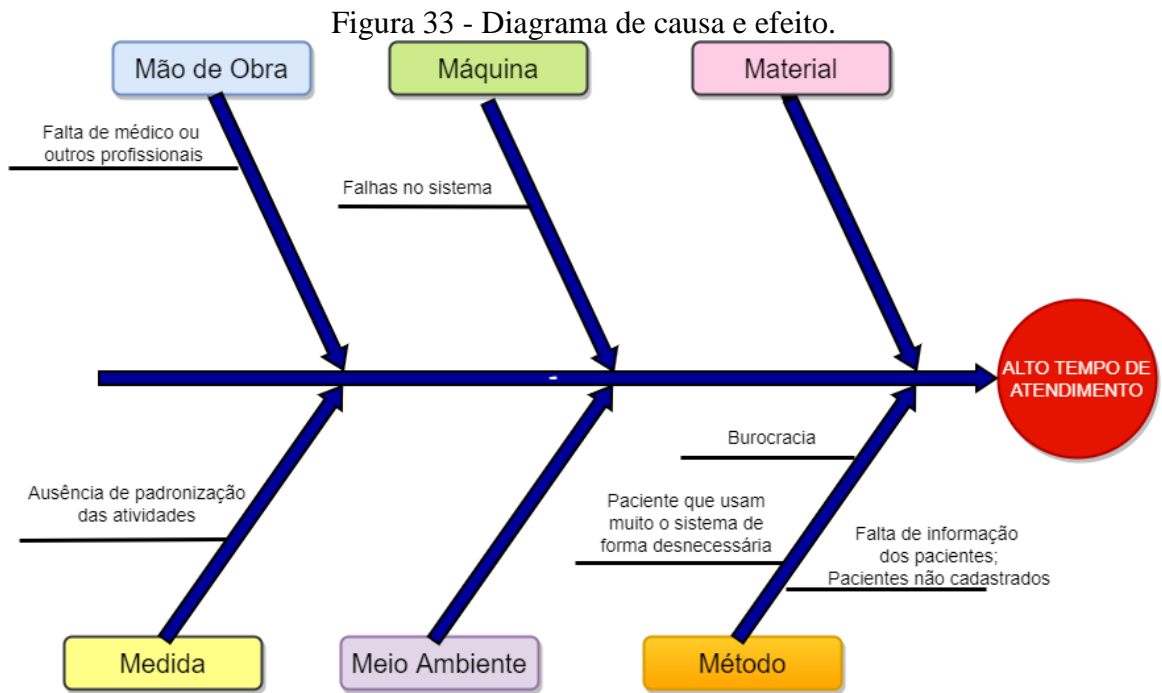 Figura 33 - Diagrama de causa e efeito.
Mão de Obra
Máquina
Material
Falta de médico ou
outros profissionais
Falhas no sistema
ALTO TEMPO DE
ATENDIMENTO
Burocracia
Ausência de padronização
das atividades
Paciente que usam
muito o sistema de
forma desnecessária
Falta de informação
dos pacientes;
Pacientes não cadastrados
Medida
Meio Ambiente
Método